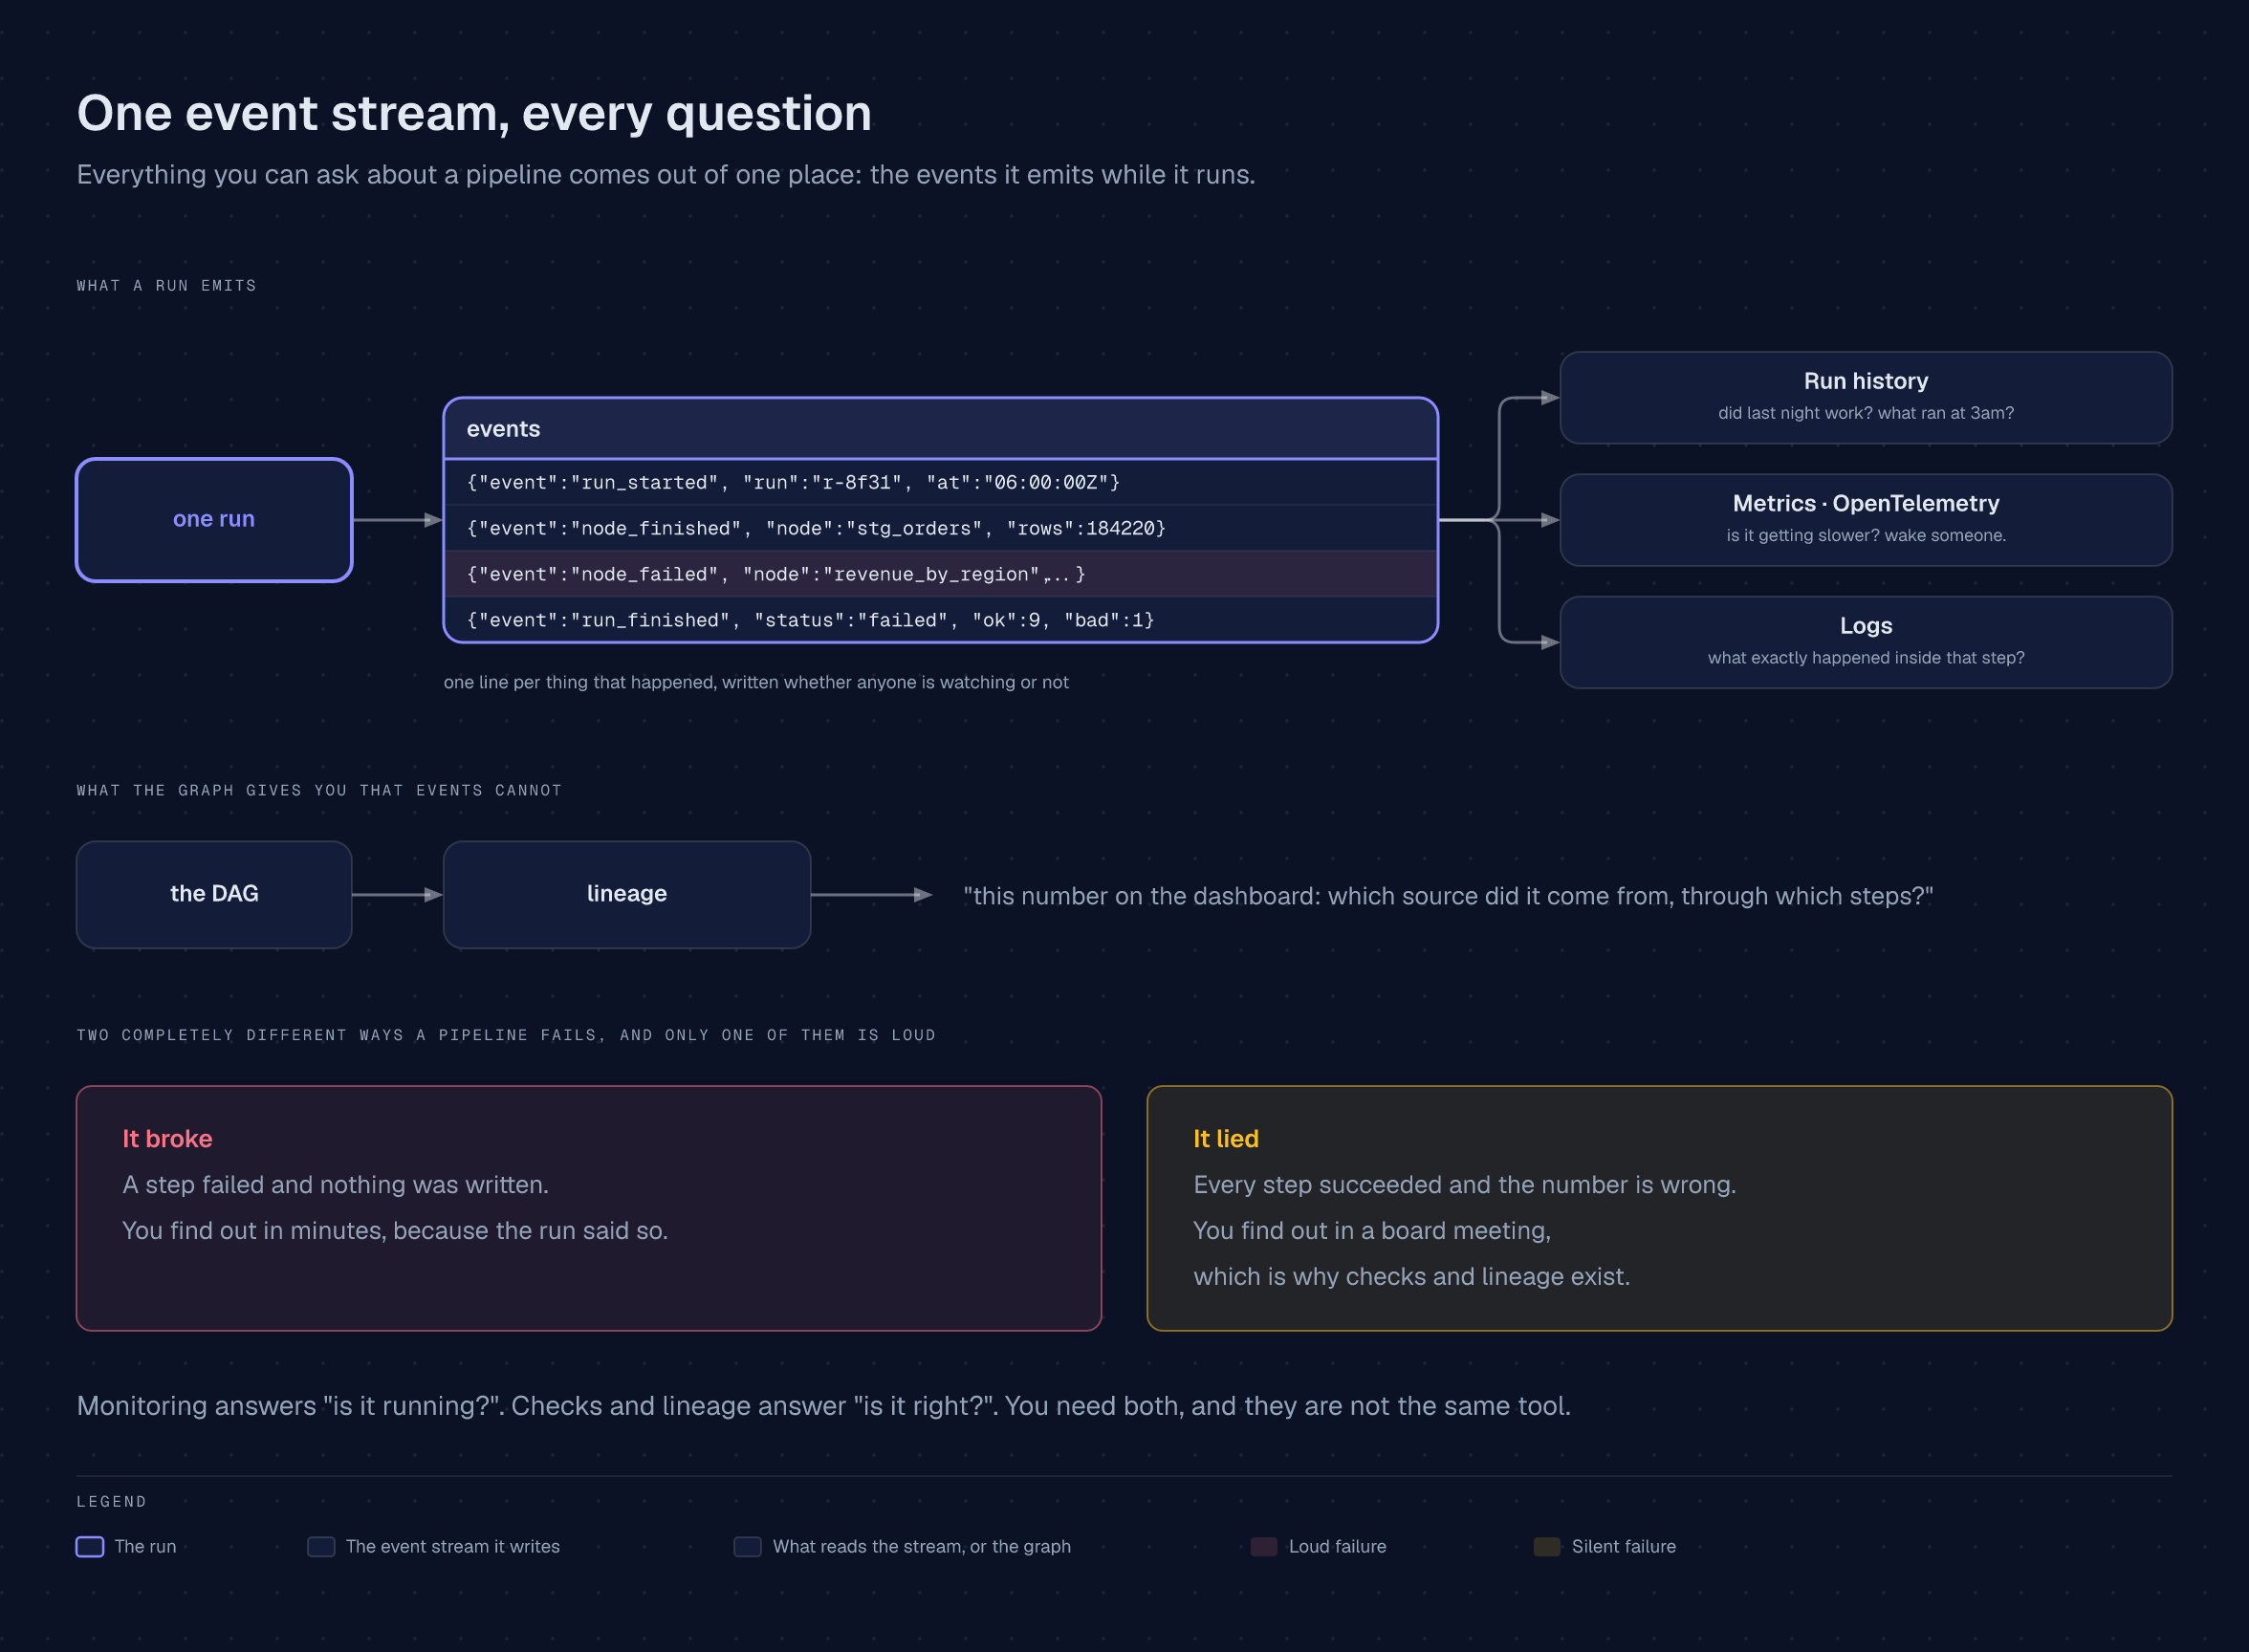 One event stream, every question
Everything you can ask about a pipeline comes out of one place: the events it emits while it runs.
WHAT A RUN EMITS
one run
events
{"event":"run_started", "run":"r-8f31", "at":"06:00:00Z"}
{"event":"node_finished", "node":"stg_orders", "rows":184220}
{"event":"node_failed", "node":"revenue_by_region",... }
{"event":"run_finished", "status":"failed", "ok":9, "bad":1}
one line per thing that happened, written whether anyone is watching or not
Run history
did last night work? what ran at 3am?
Metrics · OpenTelemetry
is it getting slower? wake someone.
Logs
what exactly happened inside that step?
WHAT THE GRAPH GIVES YOU THAT EVENTS CANNOT
the DAG
lineage
"this number on the dashboard: which source did it come from, through which steps?"
TWO COMPLETELY DIFFERENT WAYS A PIPELINE FAILS, AND ONLY ONE OF THEM IS LOUD
It broke
A step failed and nothing was written.
You find out in minutes, because the run said so.
It lied
Every step succeeded and the number is wrong.
You find out in a board meeting,
which is why checks and lineage exist.
Monitoring answers "is it running?". Checks and lineage answer "is it right?". You need both, and they are not the same tool.
LEGEND
The run
The event stream it writes
What reads the stream, or the graph
Loud failure
Silent failure